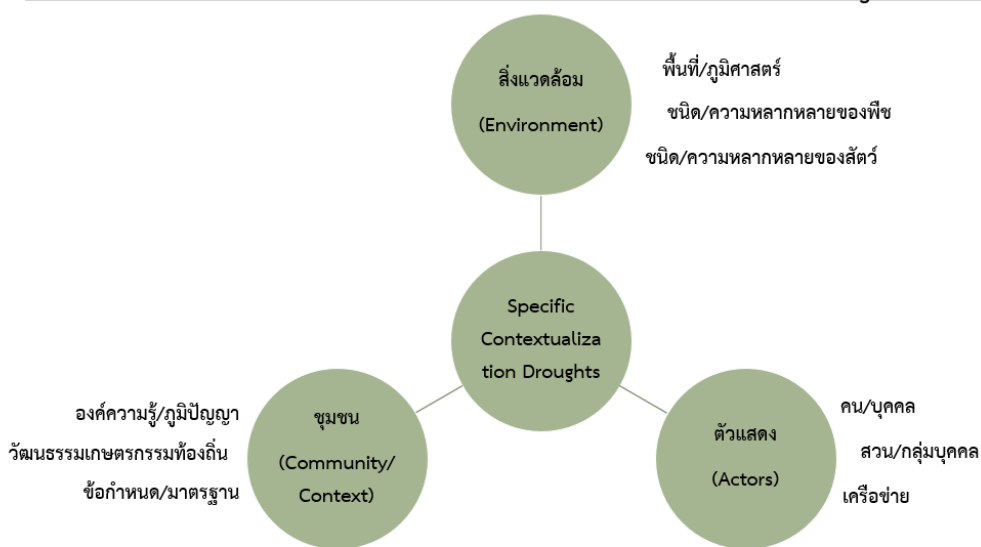 สิ่งแวดล้อม
(Environment)
พื้นที่/ภูมิศาสตร์
ชนิด/ความหลากหลายของพืช
ชนิด/ความหลากหลายของสัตว์
Specific
Contextualiza
tion Droughts
องค์ความรู้/ภูมิปัญญา
วัฒนธรรมเกษตรกรรมท้องถิ่น
ข้อกำหนด/มาตรฐาน
ชุมชน
(Community/
Context)
ตัวแสดง
(Actors)
คน/บุคคล
สวน/กลุ่มบุคคล
เครือข่าย